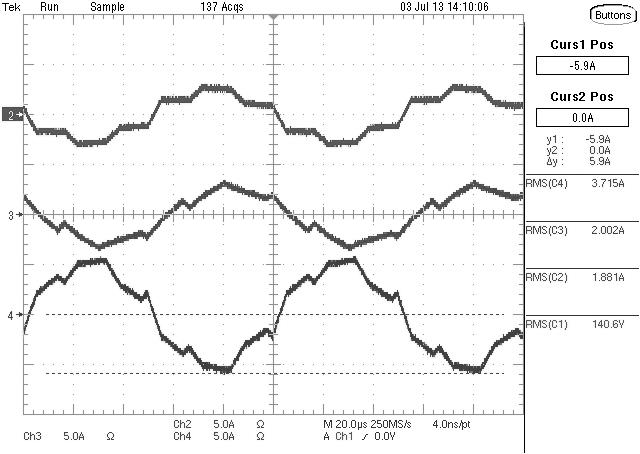 Tek Run Sample 137 Acqs 03 Jul 13 14:10:06
Buttons
Curs1 Pos
-5.9A
Curs2 Pos
0.0A
y1 : -5.9A
y2 : 0.0A
Δy : 5.9A
RMS(C4) 3.715A
RMS(C3) 2.002A
RMS(C2) 1.881A
RMS(C1) 140.6V
2
3
4
Ch2 5.0A Ω M 20.0µs 250MS/s 4.0ns/pt
Ch3 5.0A Ω Ch4 5.0A Ω A Ch1 / 0.0V